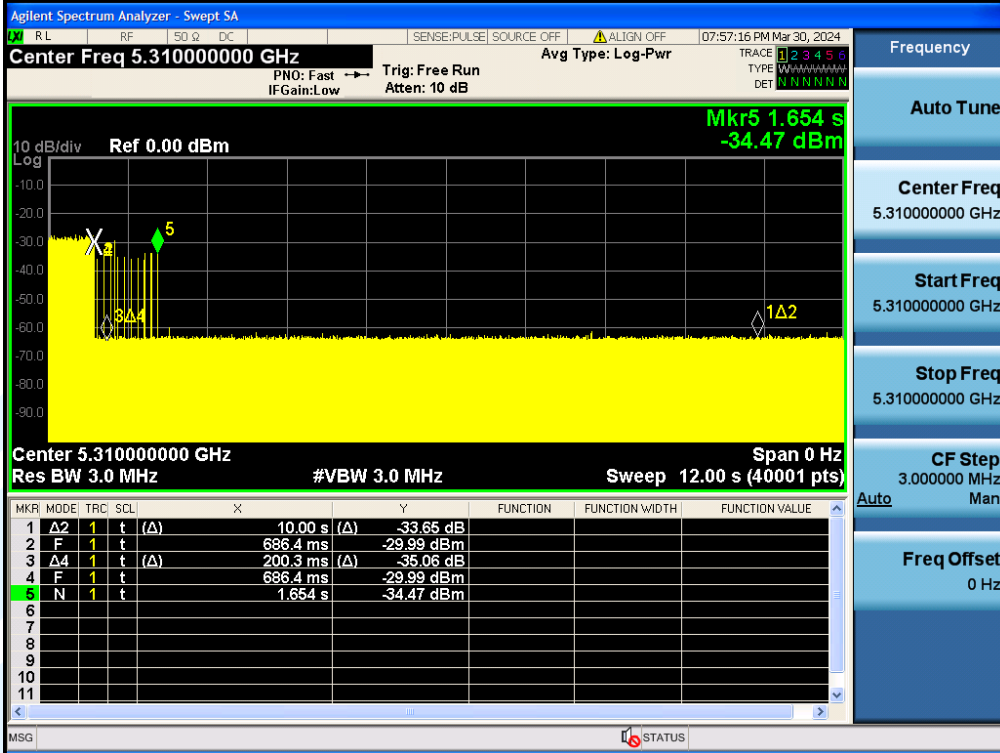 Agilent Spectrum Analyzer - Swept SA
LXI RL RF 50 Ω DC SENSE:PULSE SOURCE OFF ALIGN OFF 07:57:16 PM Mar 30, 2024
Center Freq 5.310000000 GHz
PNO: Fast
IFGain:Low
Trig: Free Run
Atten: 10 dB
Avg Type: Log-Pwr
TRACE 1 2 3 4 5 6
TYPE WWWWWW
DET N N N N N N
Mkr5 1.654 s
-34.47 dBm
10 dB/div Ref 0.00 dBm
Log
-10.0
-20.0
-30.0
-40.0
-50.0
-60.0
-70.0
-80.0
-90.0
X 2 5
3Δ4
1Δ2
Center 5.310000000 GHz Span 0 Hz
Res BW 3.0 MHz #VBW 3.0 MHz Sweep 12.00 s (40001 pts)
MKR MODE TRC SCL X Y FUNCTION FUNCTION WIDTH FUNCTION VALUE
1 Δ2 1 t (Δ) 10.00 s (Δ) -33.65 dB
2 F 1 t 686.4 ms -29.99 dBm
3 Δ4 1 t (Δ) 200.3 ms (Δ) -35.06 dB
4 F 1 t 686.4 ms -29.99 dBm
5 N 1 t 1.654 s -34.47 dBm
6
7
8
9
10
11
MSG STATUS
Frequency
Auto Tune
Center Freq
5.310000000 GHz
Start Freq
5.310000000 GHz
Stop Freq
5.310000000 GHz
CF Step
3.000000 MHz
Auto Man
Freq Offset
0 Hz